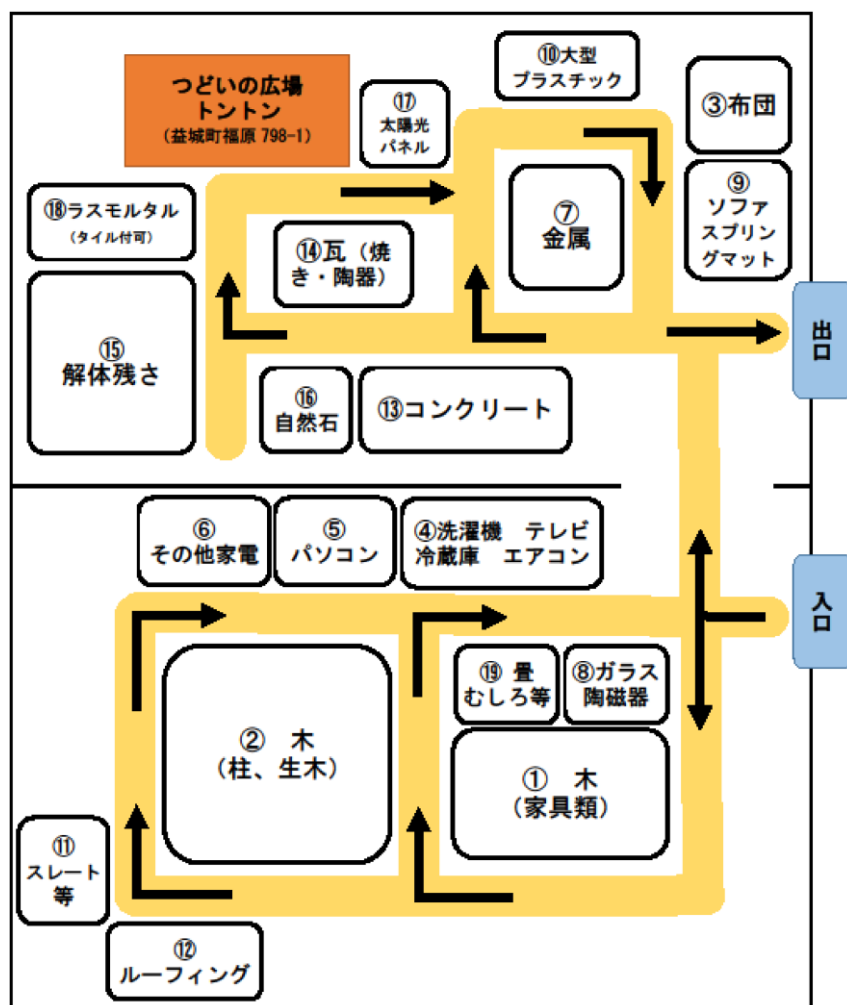 つどいの広場
トントン
(益城町福原 798-1)
⑰
太陽光
パネル
⑩大型
プラスチック
③布団
⑨
ソファ
スプリン
グマット
⑦
金属
⑱ラスモルタル
(タイル付可)
⑭瓦(焼
き・陶器)
⑮
解体残さ
⑯
自然石
⑬コンクリート
出口
⑥
その他家電
⑤
パソコン
④洗濯機 テレビ
冷蔵庫 エアコン
入口
⑲ 畳
むしろ等
⑧ガラス
陶磁器
② 木
(柱、生木)
① 木
(家具類)
⑪
スレート
等
⑫
ルーフィング